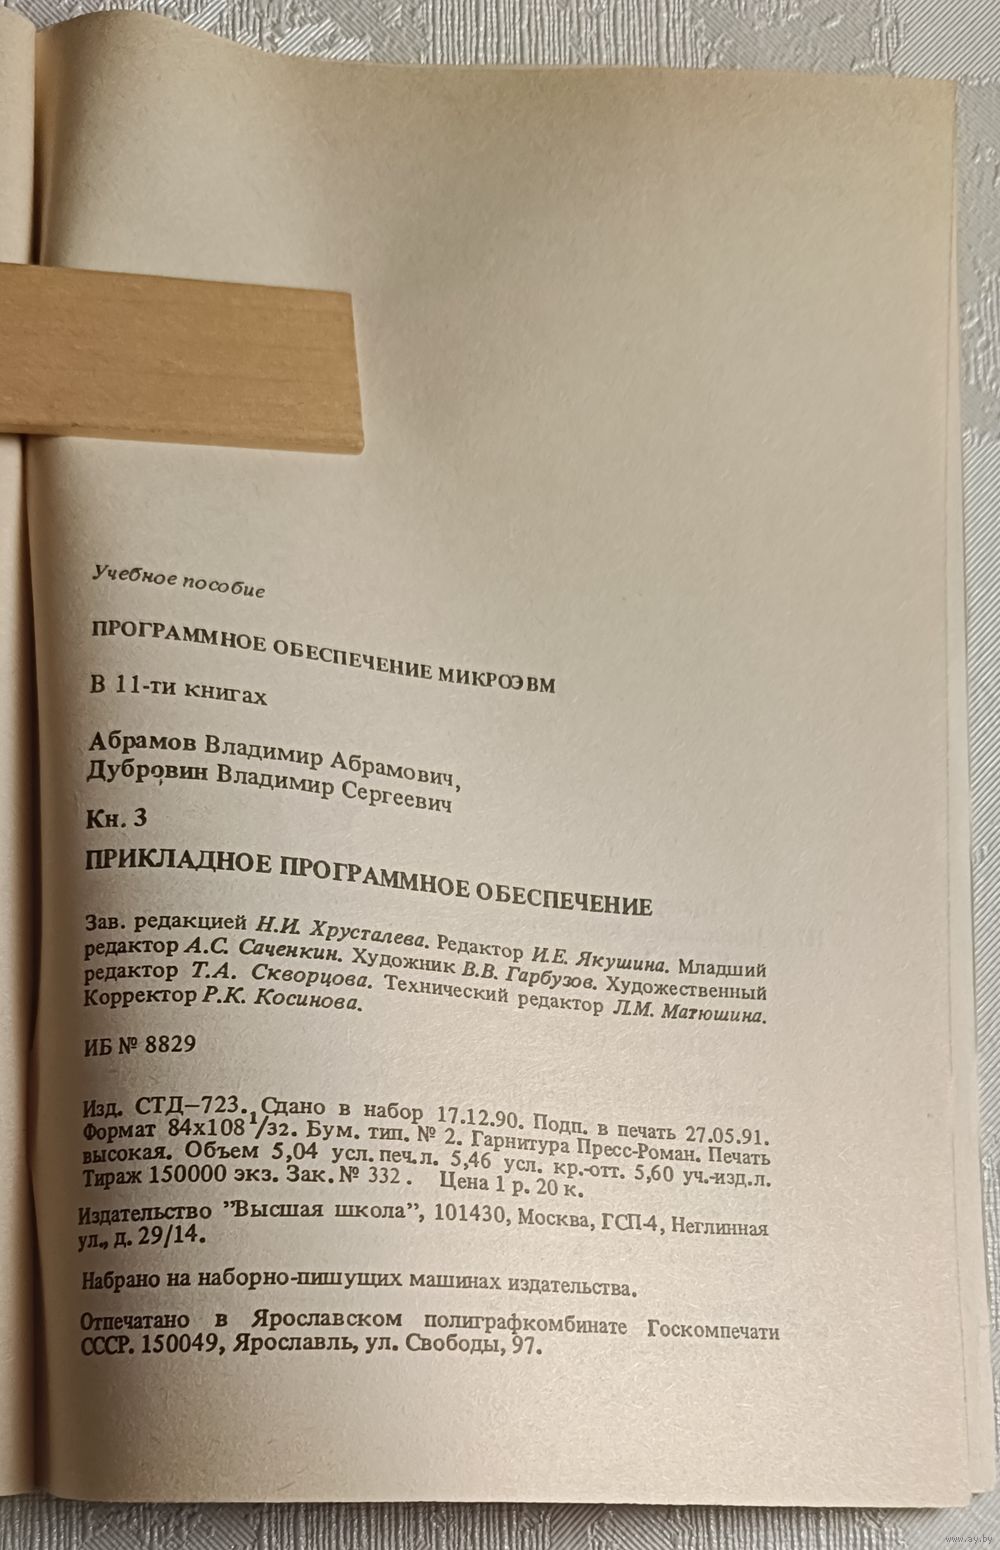 Учебное пособие
ПРОГРАММНОЕ ОБЕСПЕЧЕНИЕ МИКРОЭВМ
В 11-ти книгах
Абрамов Владимир Абрамович,
Дубровин Владимир Сергеевич
Кн. 3
ПРИКЛАДНОЕ ПРОГРАММНОЕ ОБЕСПЕЧЕНИЕ
Зав. редакцией Н.И. Хрусталева. Редактор И.Е. Якушина. Младший
редактор А.С. Саченкин. Художник В.В. Гарбузов. Художественный
редактор Т.А. Скворцова. Технический редактор Л.М. Матюшина.
Корректор Р.К. Косинова.
ИБ № 8829
Изд. СТД–723. Сдано в набор 17.12.90. Подп. в печать 27.05.91.
Формат 84х108 1/32. Бум. тип. № 2. Гарнитура Пресс-Роман. Печать
высокая. Объем 5,04 усл. печ. л. 5,46 усл. кр.-отт. 5,60 уч.-изд. л.
Тираж 150000 экз. Зак. № 332. Цена 1 р. 20 к.
Издательство ”Высшая школа”, 101430, Москва, ГСП-4, Неглинная
ул., д. 29/14.
Набрано на наборно-пишущих машинах издательства.
Отпечатано в Ярославском полиграфкомбинате Госкомпечати
СССР. 150049, Ярославль, ул. Свободы, 97.
www.ay.by